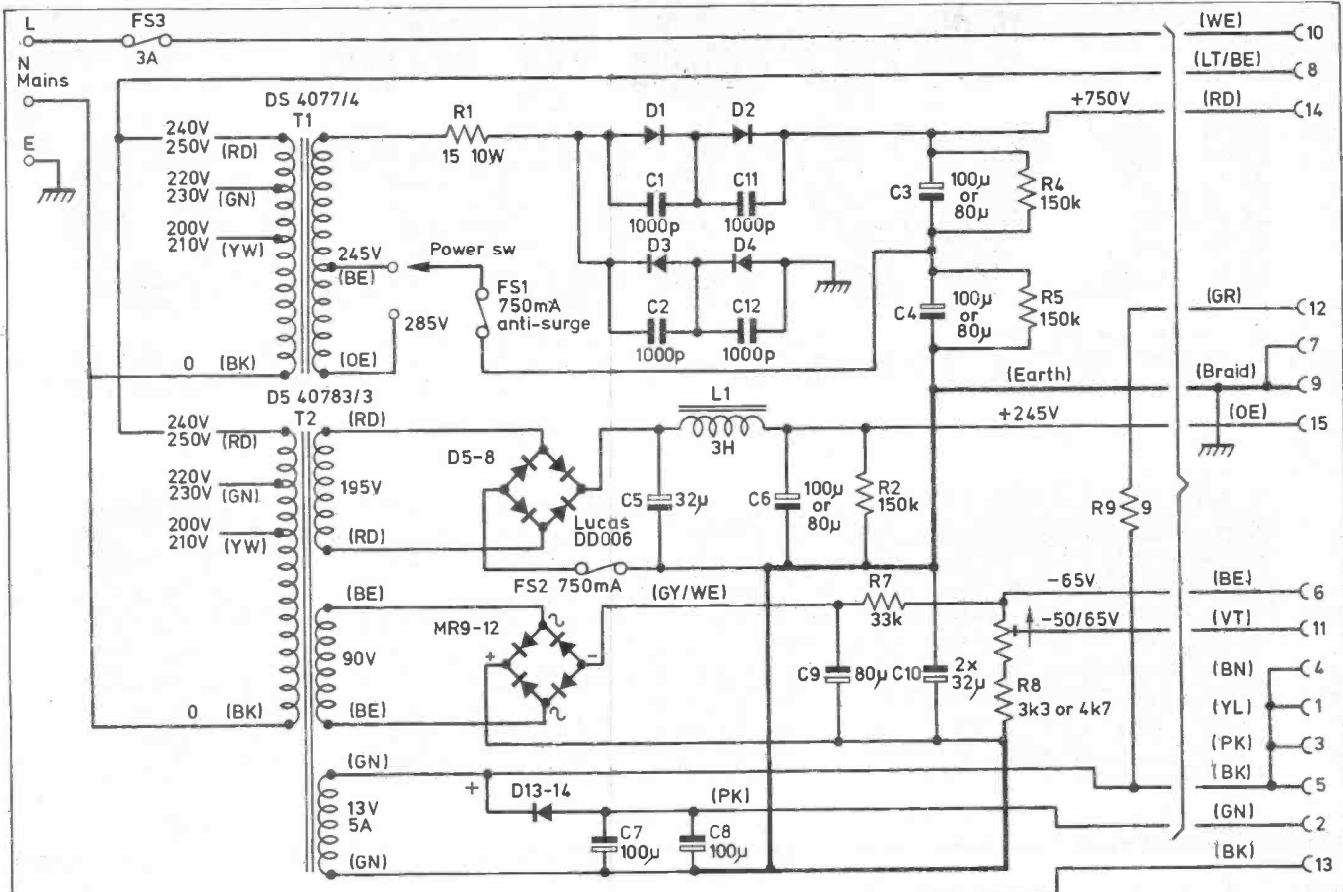 L
FS3
3A
N
Mains
E
(WE)
10
(LT/BE)
8
+750V
(RD)
14
DS 4077/4
T1
240V
250V (RD)
220V
230V (GN)
200V
210V (YW)
0 (BK)
R1
15 10W
D1
D2
C1
1000p
C11
1000p
D3
D4
C2
1000p
C12
1000p
245V
(BE)
Power sw
285V
(OE)
FS1
750mA
anti-surge
C3
100µ
or
80µ
R4
150k
C4
100µ
or
80µ
R5
150k
(GR)
12
7
(Earth)
(Braid)
9
+245V
(OE)
15
D5 40783/3
T2
240V
250V (RD)
220V
230V (GN)
200V
210V (YW)
0 (BK)
(RD)
195V
(RD)
D5-8
Lucas
DD006
FS2 750mA
L1
3H
C5
32µ
C6
100µ
or
80µ
R2
150k
R9
9
(BE)
90V
(BE)
MR9-12
+
-
(GY/WE)
R7
33k
-65V
(BE)
6
-50/65V
(VT)
11
C9
80µ
C10
2x
32µ
R8
3k3 or 4k7
(BN)
4
(YL)
1
(PK)
3
(BK)
5
(GN)
13V
5A
(GN)
+
D13-14
(PK)
C7
100µ
C8
100µ
(GN)
2
(BK)
13